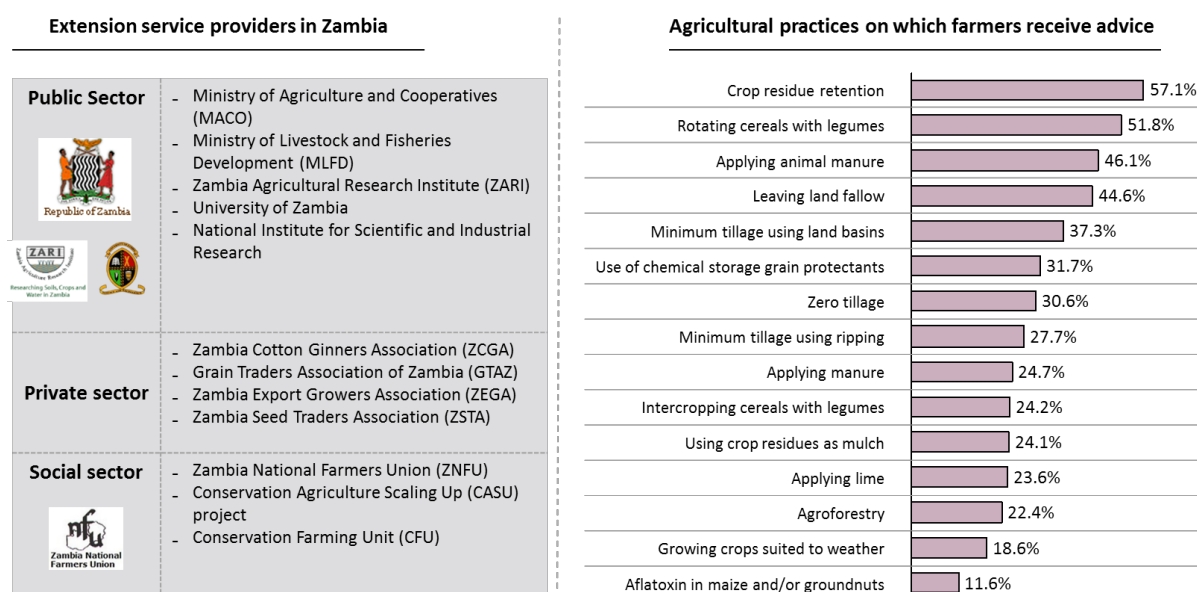 Extension service providers in Zambia
Public Sector
Republic of Zambia
ZARI
Zambia Agriculture Research Institute
Researching Soils, Crops and
Water in Zambia
- Ministry of Agriculture and Cooperatives
(MACO)
- Ministry of Livestock and Fisheries
Development (MLFD)
- Zambia Agricultural Research Institute (ZARI)
- University of Zambia
- National Institute for Scientific and Industrial
Research
Private sector
- Zambia Cotton Ginners Association (ZCGA)
- Grain Traders Association of Zambia (GTAZ)
- Zambia Export Growers Association (ZEGA)
- Zambia Seed Traders Association (ZSTA)
Social sector
nfu
Zambia National
Farmers Union
- Zambia National Farmers Union (ZNFU)
- Conservation Agriculture Scaling Up (CASU)
project
- Conservation Farming Unit (CFU)
Agricultural practices on which farmers receive advice
Crop residue retention 57.1%
Rotating cereals with legumes 51.8%
Applying animal manure 46.1%
Leaving land fallow 44.6%
Minimum tillage using land basins 37.3%
Use of chemical storage grain protectants 31.7%
Zero tillage 30.6%
Minimum tillage using ripping 27.7%
Applying manure 24.7%
Intercropping cereals with legumes 24.2%
Using crop residues as mulch 24.1%
Applying lime 23.6%
Agroforestry 22.4%
Growing crops suited to weather 18.6%
Aflatoxin in maize and/or groundnuts 11.6%